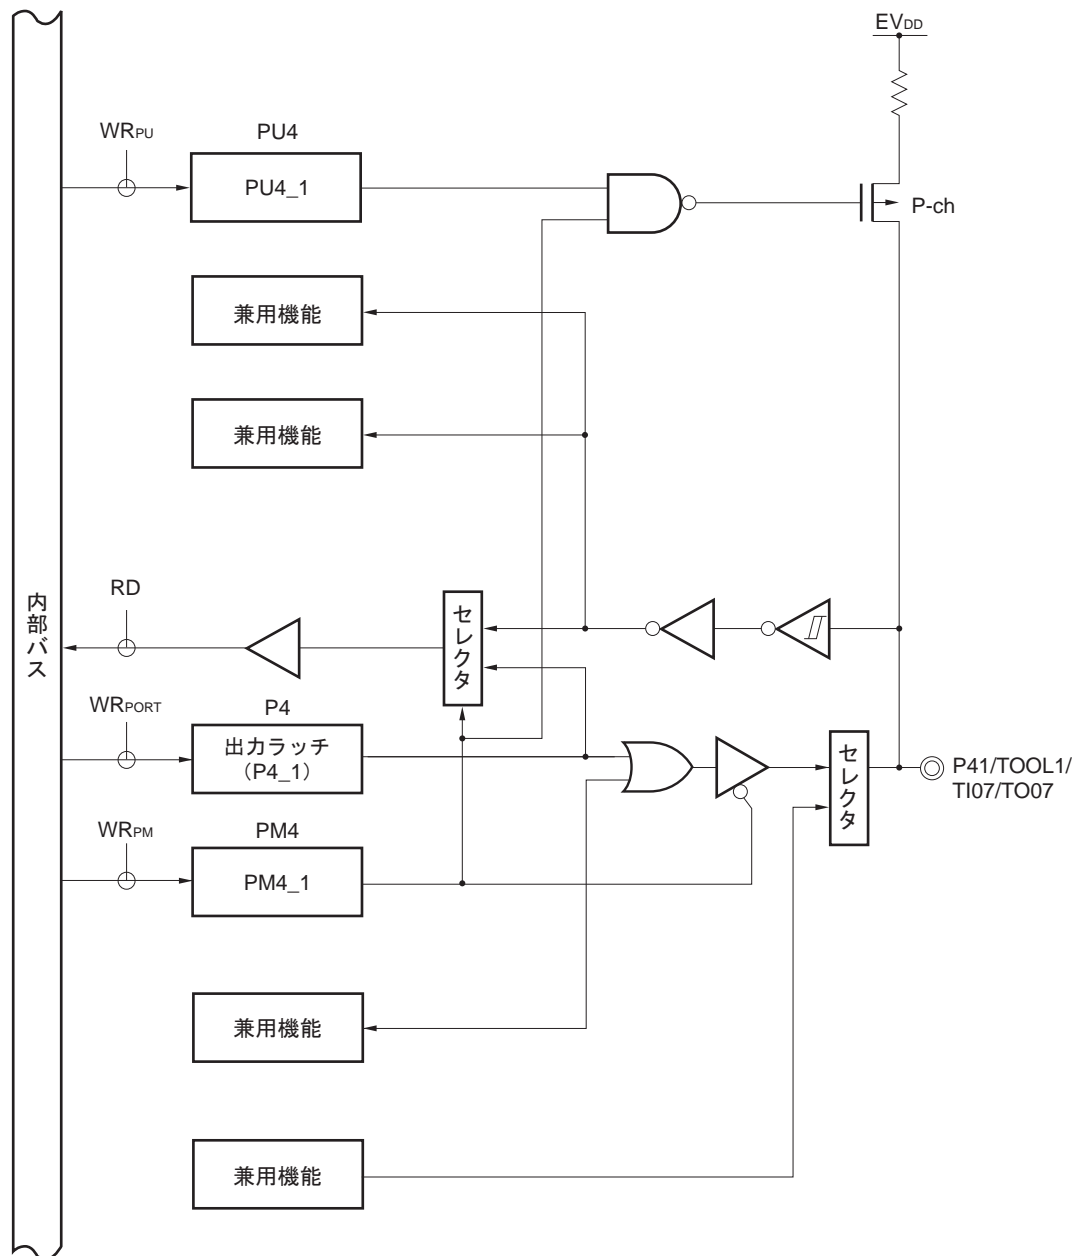 EVDD
WRPU
PU4
PU4_1
P-ch
兼用機能
兼用機能
内部バス
RD
セレクタ
WRPORT
P4
出力ラッチ
（P4_1）
セレクタ
P41/TOOL1/
TI07/TO07
WRPM
PM4
PM4_1
兼用機能
兼用機能